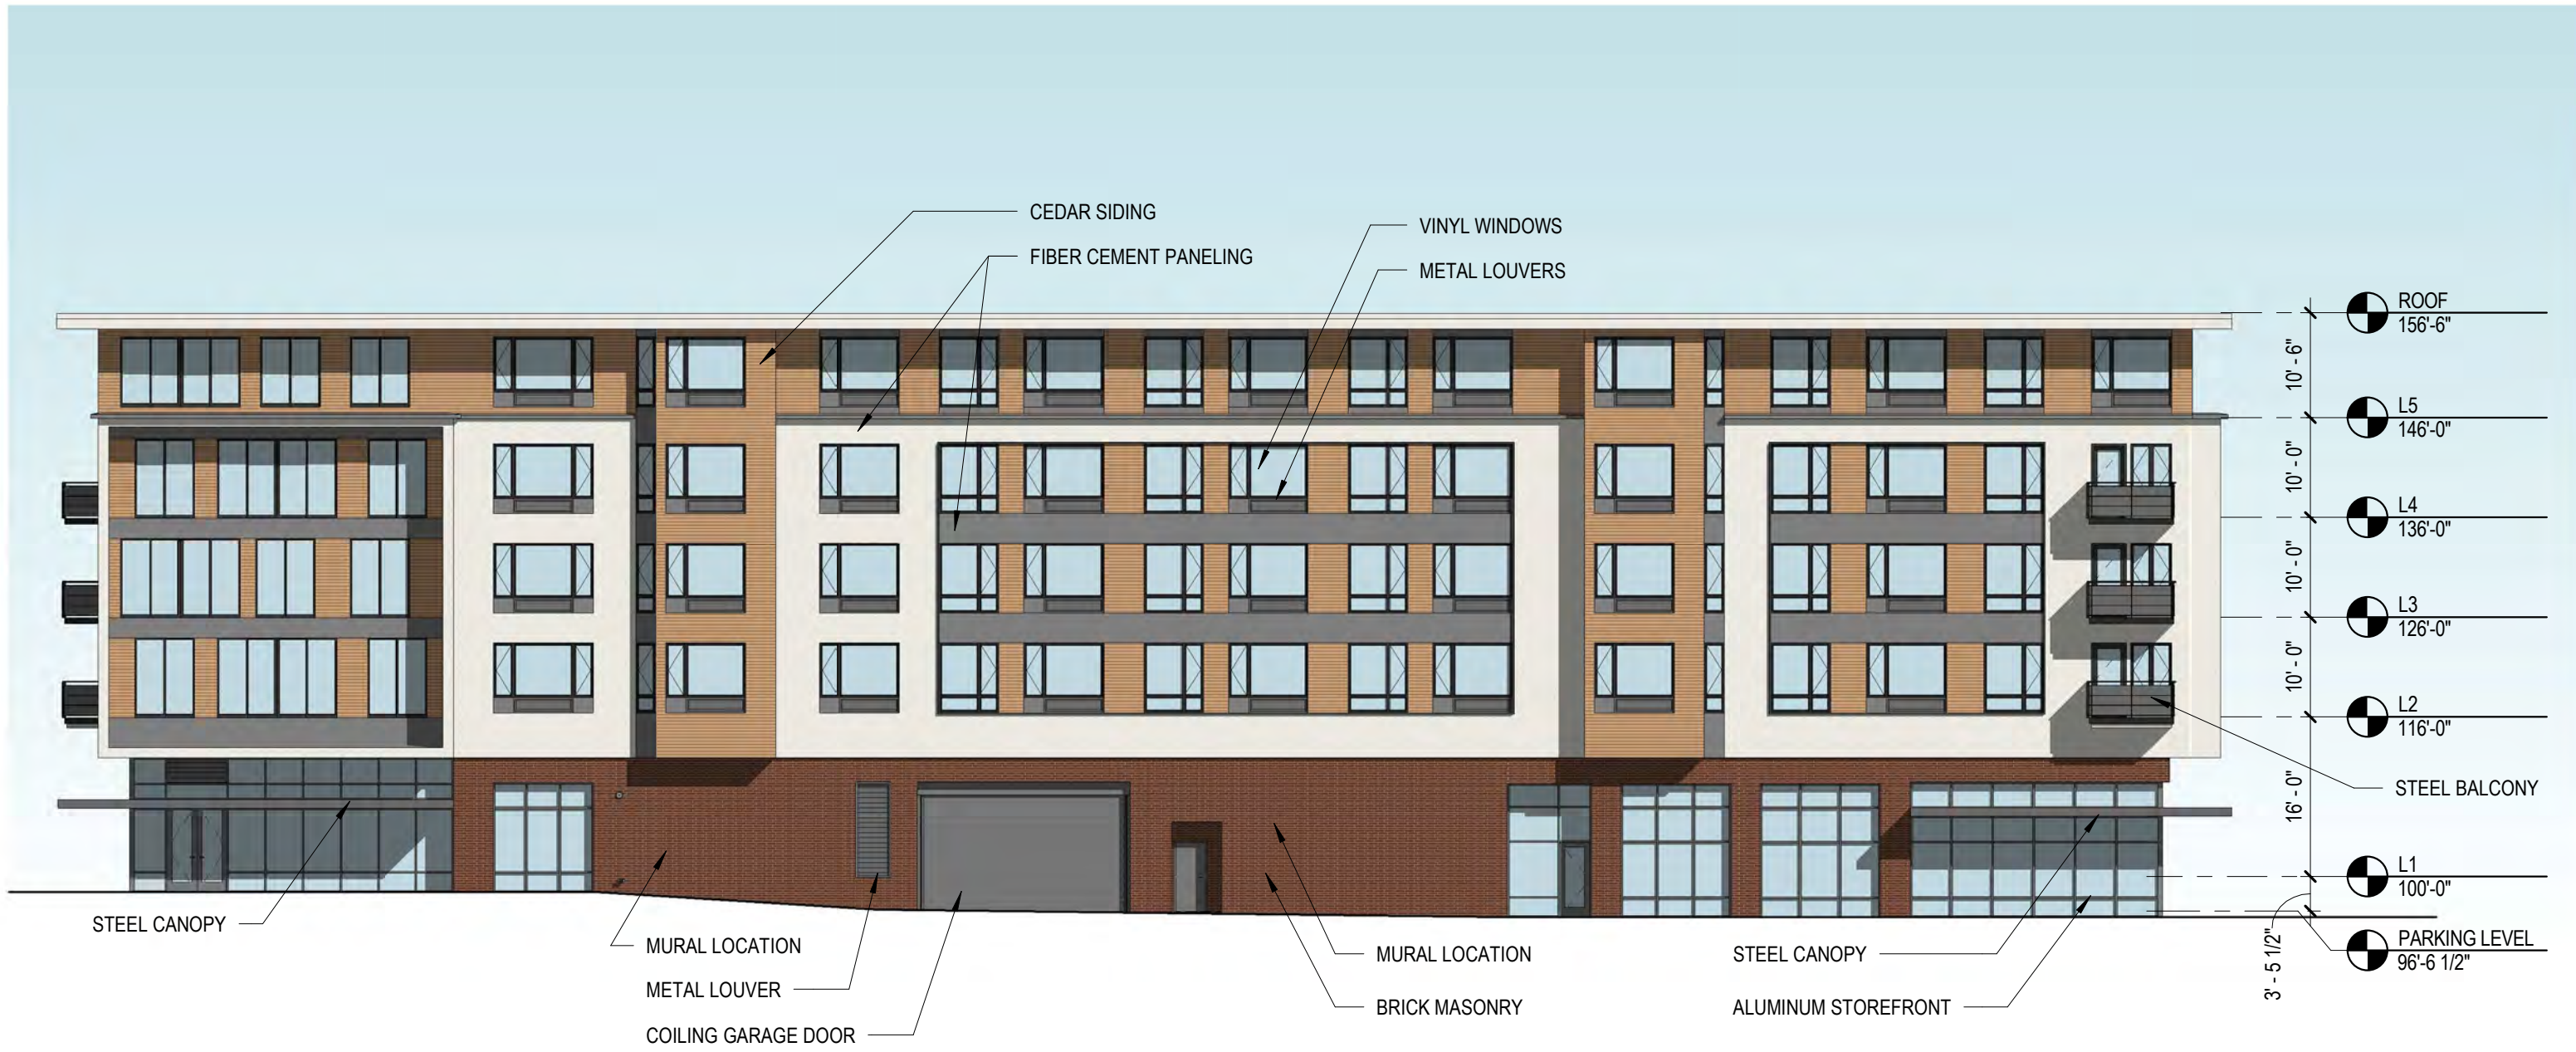 CEDAR SIDING
FIBER CEMENT PANELING
VINYL WINDOWS
METAL LOUVERS
ROOF
156'-6"
10' - 6"
L5
146'-0"
10' - 0"
L4
136'-0"
10' - 0"
L3
126'-0"
10' - 0"
L2
116'-0"
STEEL BALCONY
16' - 0"
L1
100'-0"
PARKING LEVEL
96'-6 1/2"
3' - 5 1/2"
STEEL CANOPY
MURAL LOCATION
METAL LOUVER
COILING GARAGE DOOR
MURAL LOCATION
BRICK MASONRY
STEEL CANOPY
ALUMINUM STOREFRONT